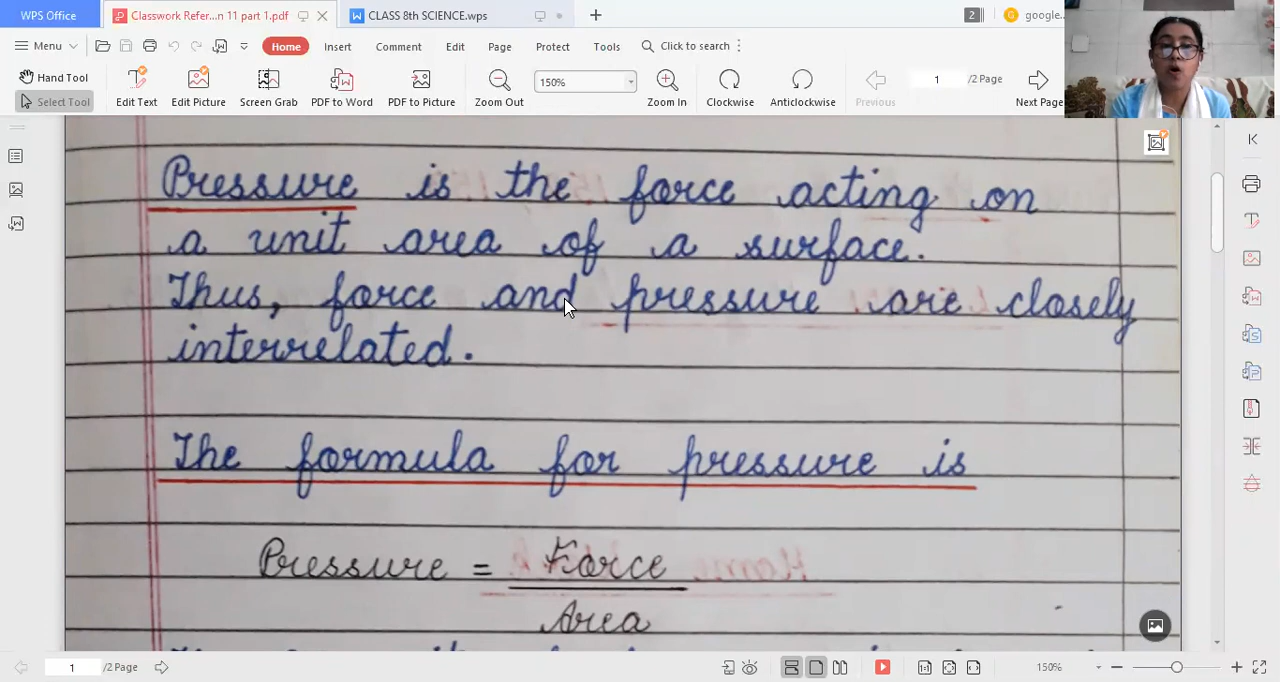 WPS Office
Classwork Refer...n 11 part 1.pdf
CLASS 8th SCIENCE.wps
2
google...
Menu
Home
Insert
Comment
Edit
Page
Protect
Tools
Click to search
Hand Tool
Select Tool
Edit Text
Edit Picture
Screen Grab
PDF to Word
PDF to Picture
Zoom Out
150%
Zoom In
Clockwise
Anticlockwise
Previous
1
/2 Page
Next Page
Pressure is the force acting on
a unit area of a surface.
Thus, force and pressure are closely
interrelated.
The formula for pressure is
Pressure = Force
Area
1
/2 Page
1:1
150%